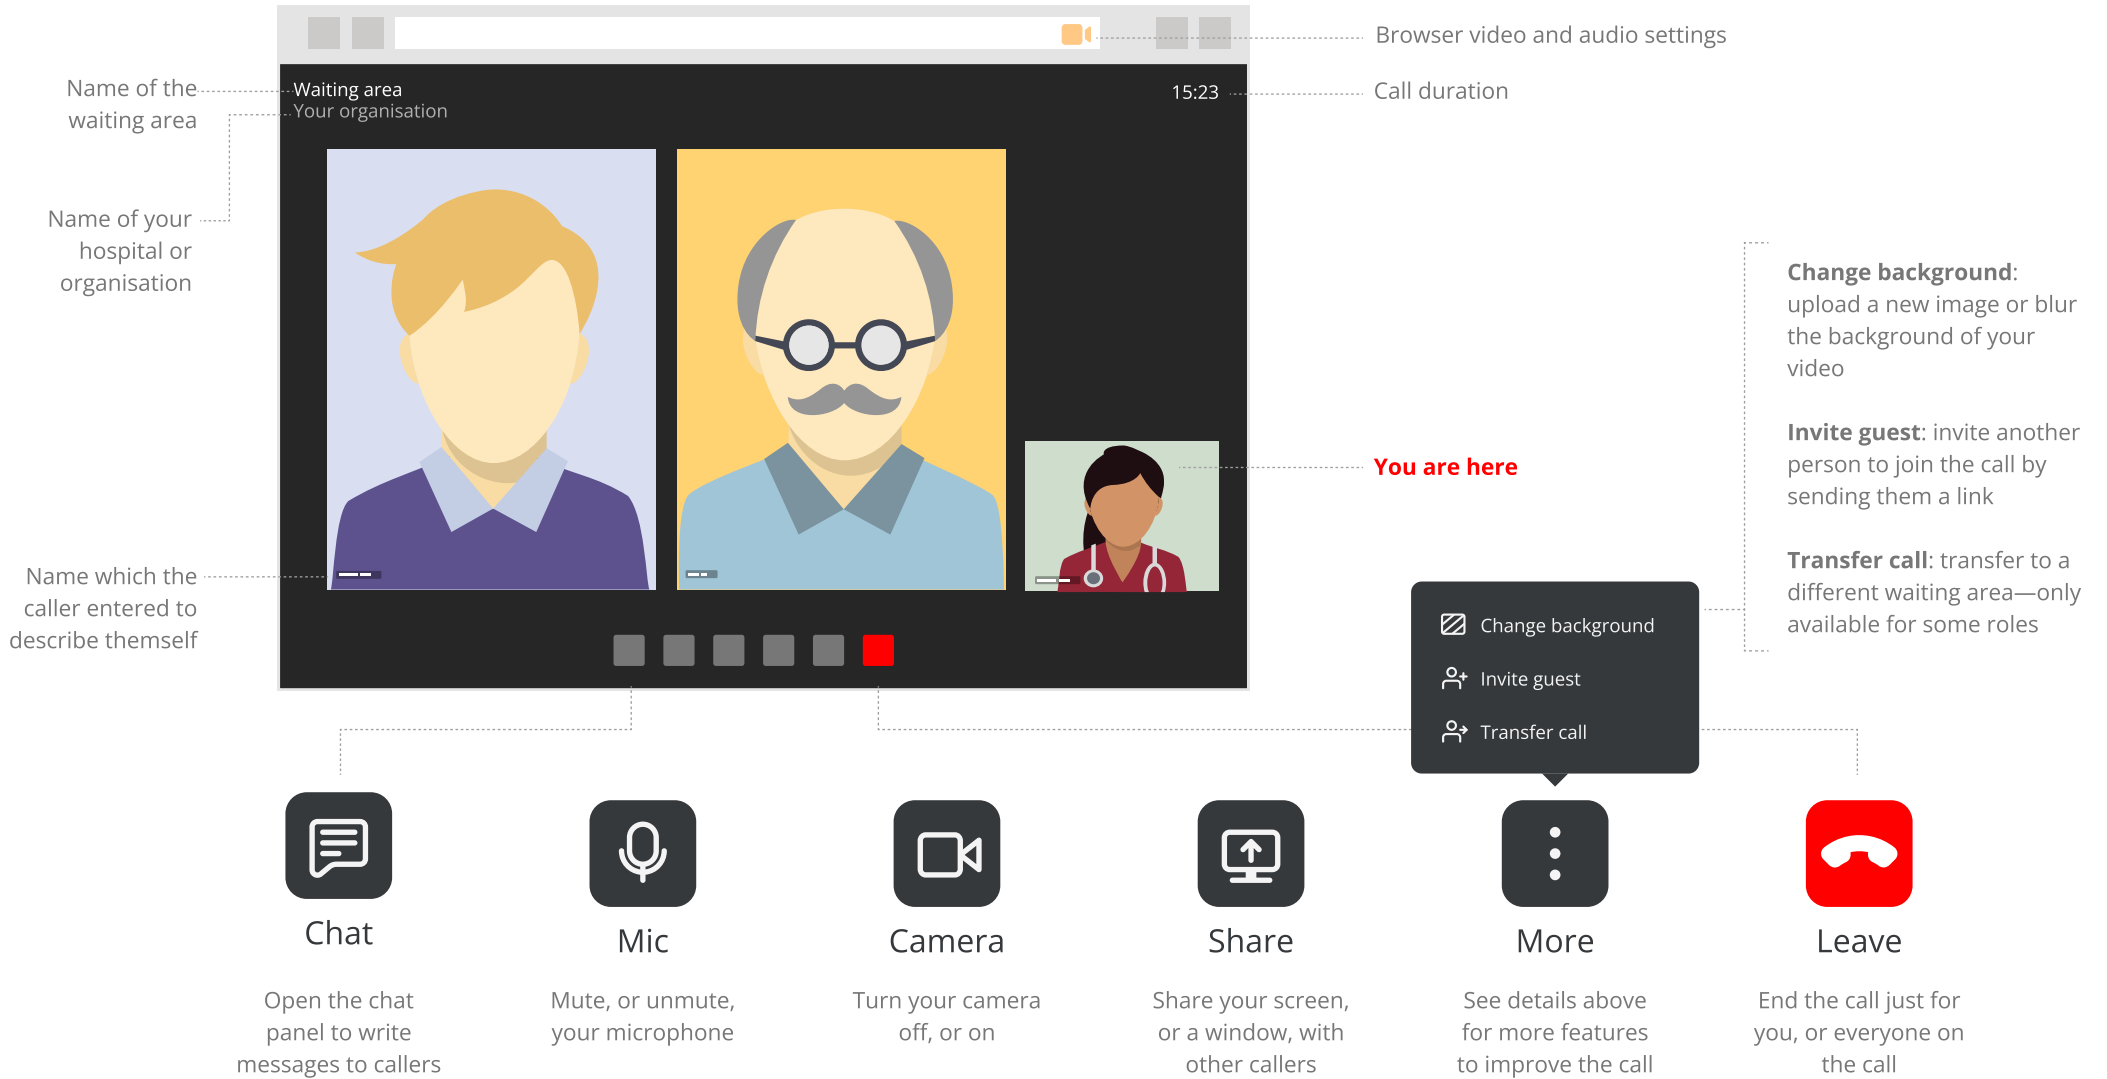 Browser video and audio settings
Name of the
waiting area
Waiting area
Your organisation
15:23
Call duration
Name of your
hospital or
organisation
Change background:
upload a new image or blur
the background of your
video
Invite guest: invite another
person to join the call by
sending them a link
Transfer call: transfer to a
different waiting area—only
available for some roles
You are here
Name which the
caller entered to
describe themself
Change background
Invite guest
Transfer call
Chat
Open the chat
panel to write
messages to callers
Mic
Mute, or unmute,
your microphone
Camera
Turn your camera
off, or on
Share
Share your screen,
or a window, with
other callers
More
See details above
for more features
to improve the call
Leave
End the call just for
you, or everyone on
the call